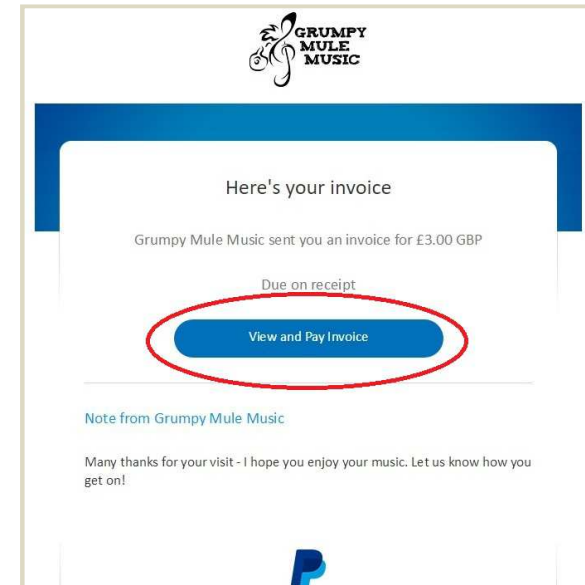 GRUMPY
MULE
MUSIC
Here's your invoice
Grumpy Mule Music sent you an invoice for £3.00 GBP
Due on receipt
View and Pay Invoice
Note from Grumpy Mule Music
Many thanks for your visit - I hope you enjoy your music. Let us know how you
get on!